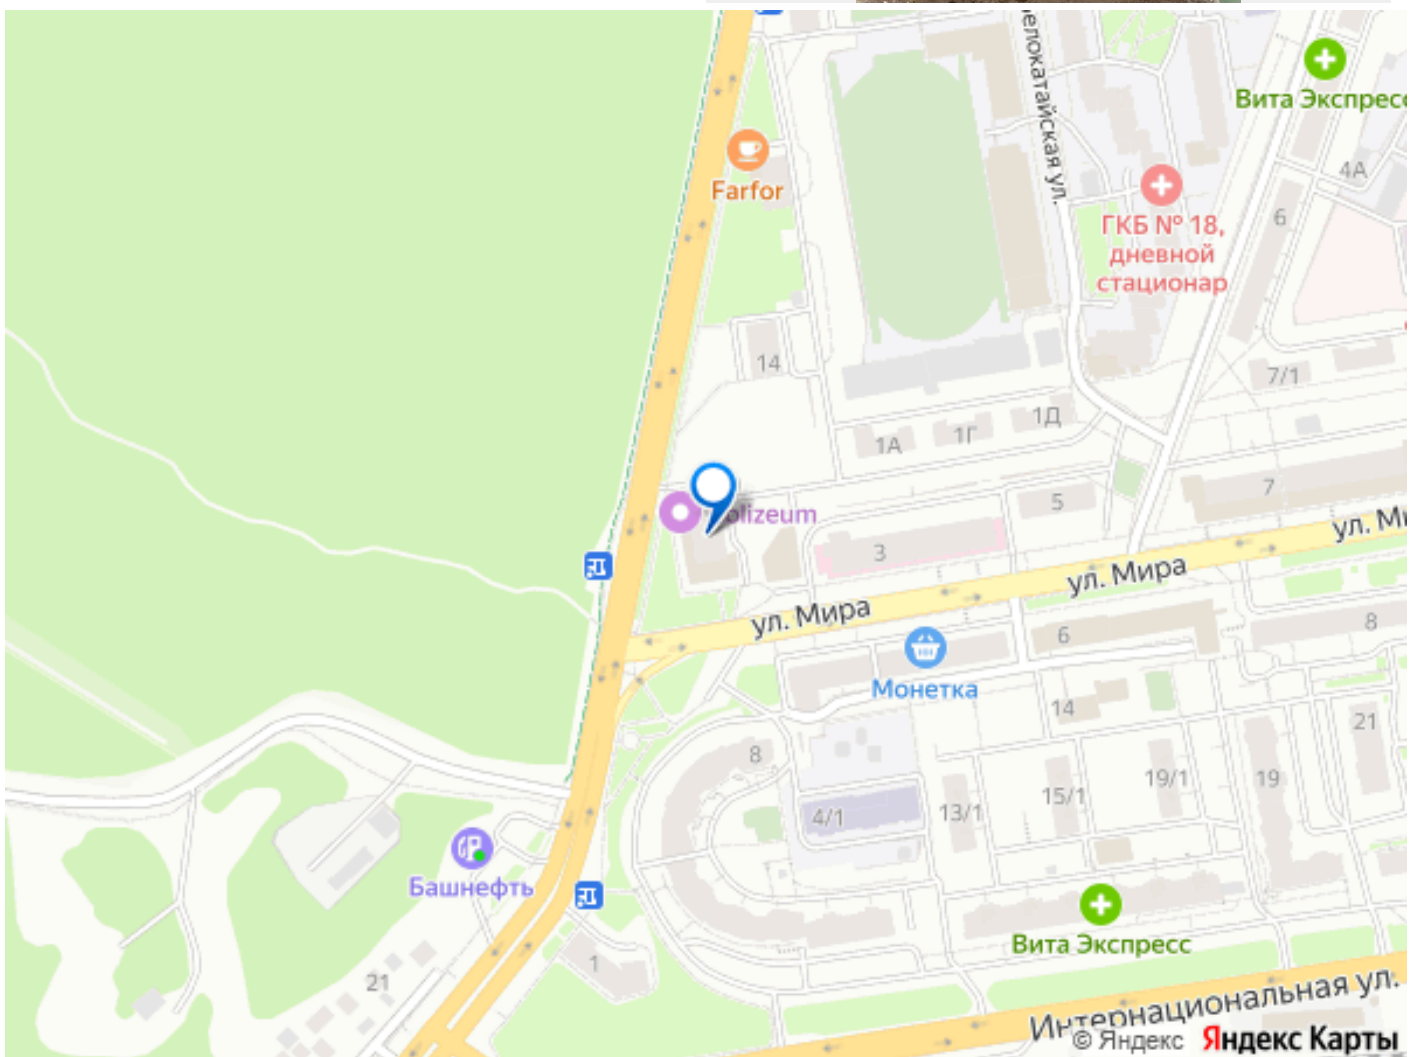 елокатайская ул.
Вита Экспресс
4А
Farfor
ГКБ № 18,
дневной
стационар
6
14
7/1
1А
1Г
1Д
7
5
3
ул. Ми
ул. Мира
ул. Мира
6
8
Монетка
14
21
8
4/1
13/1
15/1
19/1
19
Башнефть
Вита Экспресс
1
21
Интернациональная ул.
© Яндекс Яндекс Карты